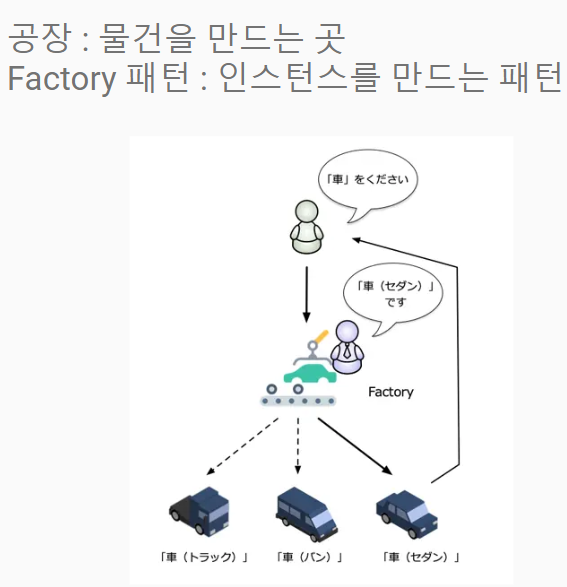 공장 : 물건을 만드는 곳
Factory 패턴 : 인스턴스를 만드는 패턴
「車」をください
「車（セダン）」
です
Factory
「車（トラック）」
「車（バン）」
「車（セダン）」